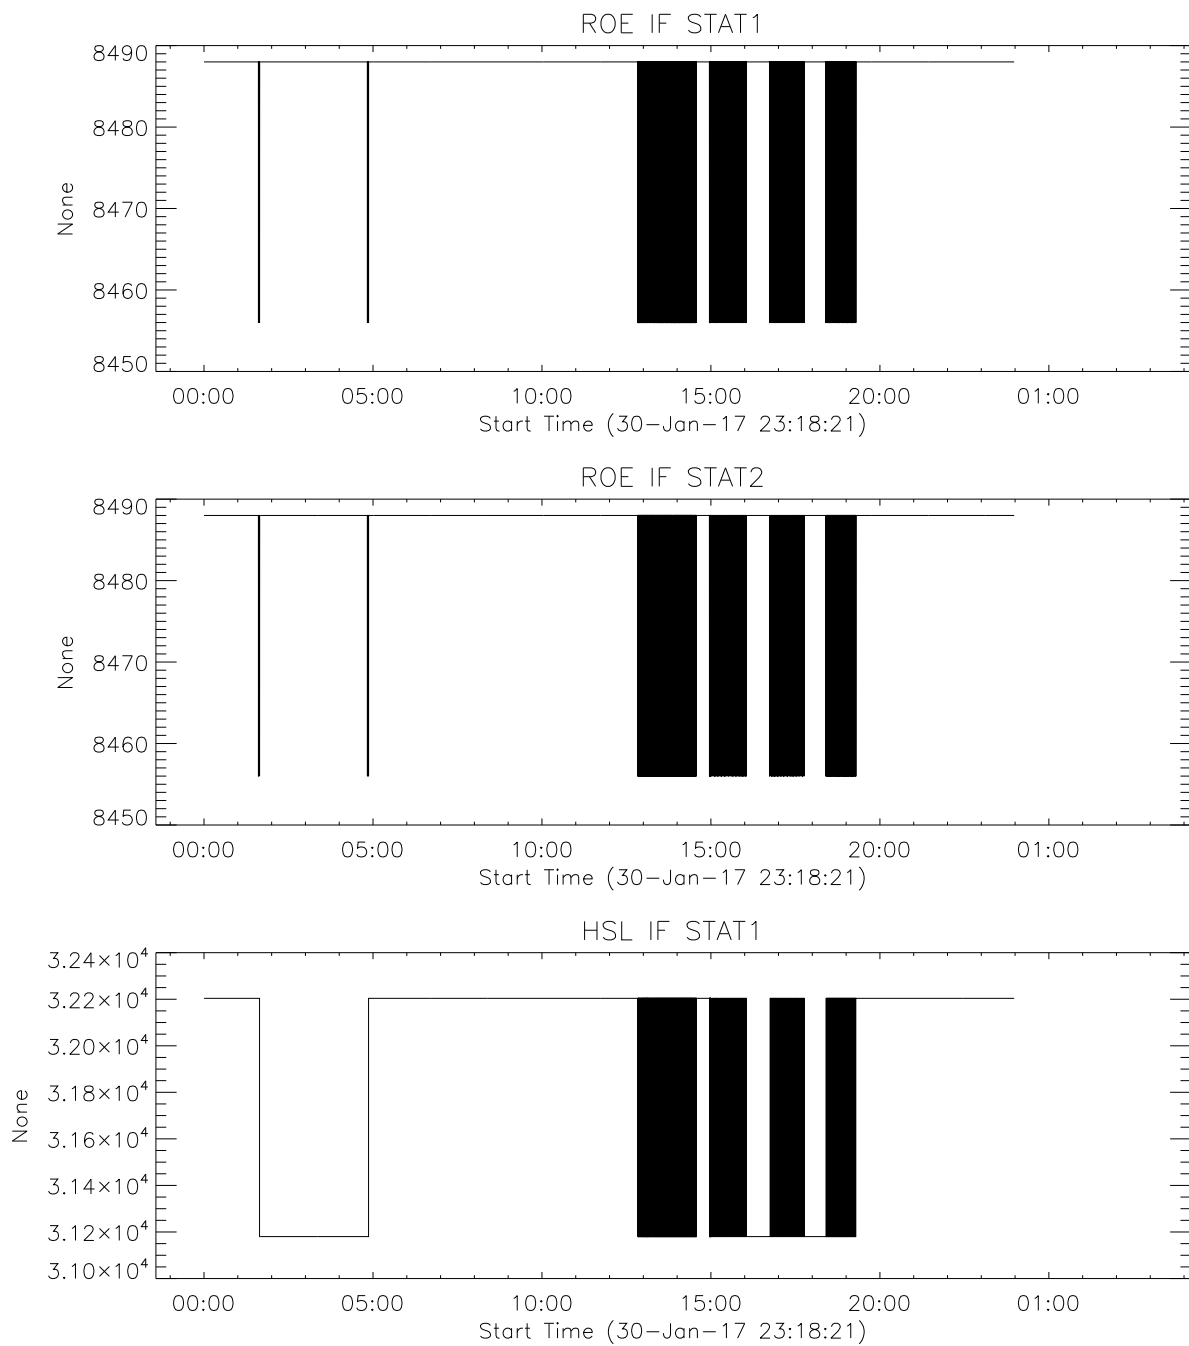 ROE IF STAT1
8490
8480
8470
8460
8450
None
00:00 05:00 10:00 15:00 20:00 01:00
Start Time (30-Jan-17 23:18:21)
ROE IF STAT2
8490
8480
8470
8460
8450
None
00:00 05:00 10:00 15:00 20:00 01:00
Start Time (30-Jan-17 23:18:21)
HSL IF STAT1
3.24×10⁴
3.22×10⁴
3.20×10⁴
3.18×10⁴
3.16×10⁴
3.14×10⁴
3.12×10⁴
3.10×10⁴
None
00:00 05:00 10:00 15:00 20:00 01:00
Start Time (30-Jan-17 23:18:21)